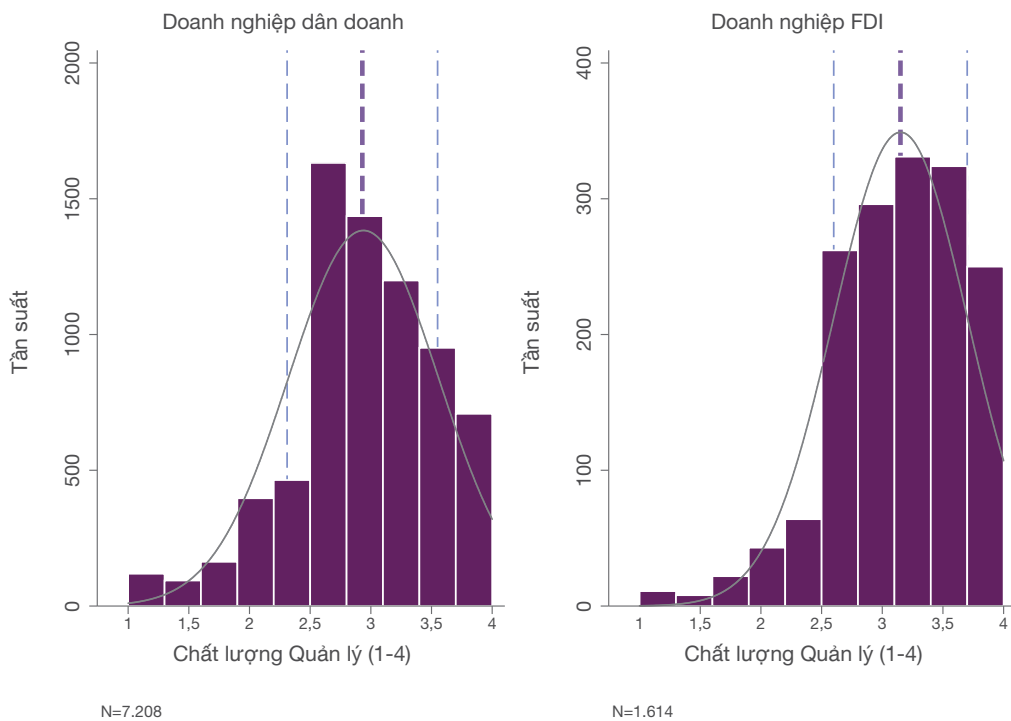 Doanh nghiệp dân doanh
Tần suất
2000
1500
1000
500
0
1 1,5 2 2,5 3 3,5 4
Chất lượng Quản lý (1-4)
N=7.208
Doanh nghiệp FDI
Tần suất
400
300
200
100
0
1 1,5 2 2,5 3 3,5 4
Chất lượng Quản lý (1-4)
N=1.614